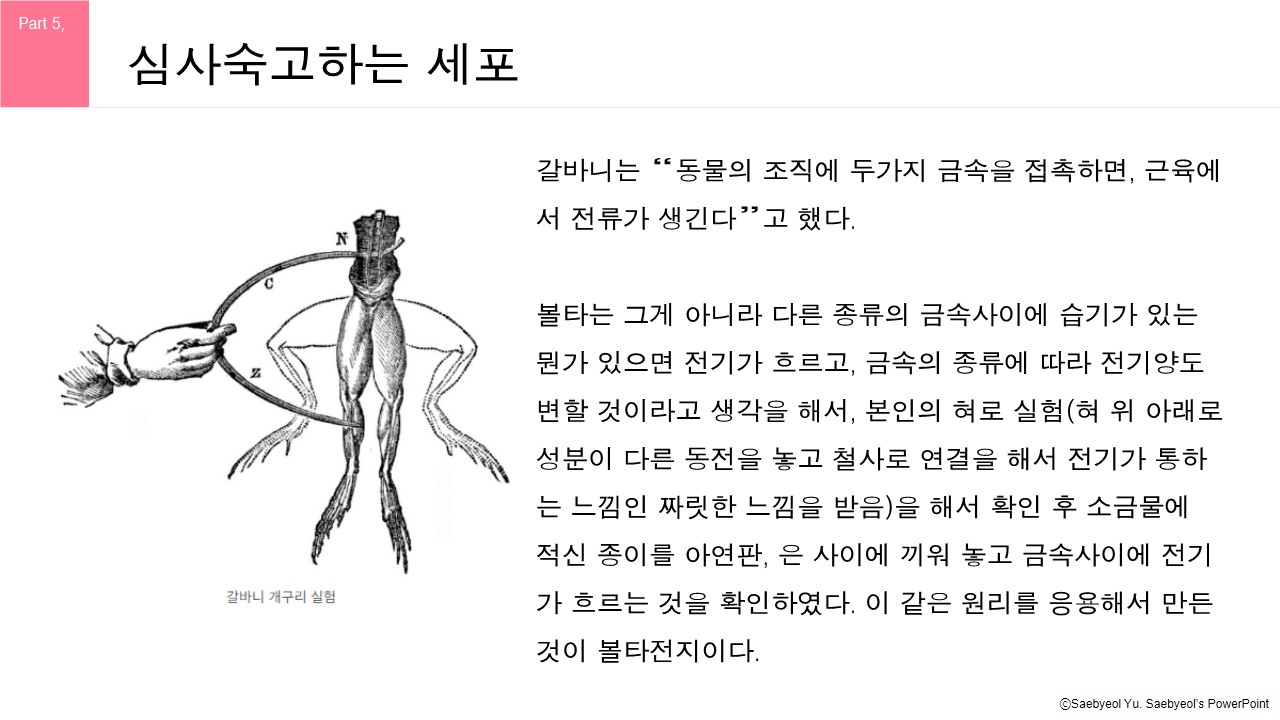 Part 5,
심사숙고하는 세포
갈바니는 “동물의 조직에 두가지 금속을 접촉하면, 근육에
서 전류가 생긴다”고 했다.
볼타는 그게 아니라 다른 종류의 금속사이에 습기가 있는
뭔가 있으면 전기가 흐르고, 금속의 종류에 따라 전기양도
변할 것이라고 생각을 해서, 본인의 혀로 실험(혀 위 아래로
성분이 다른 동전을 놓고 철사로 연결을 해서 전기가 통하
는 느낌인 짜릿한 느낌을 받음)을 해서 확인 후 소금물에
적신 종이를 아연판, 은 사이에 끼워 놓고 금속사이에 전기
가 흐르는 것을 확인하였다. 이 같은 원리를 응용해서 만든
것이 볼타전지이다.
N
C
Z
갈바니 개구리 실험
ⓒSaebyeol Yu. Saebyeol's PowerPoint